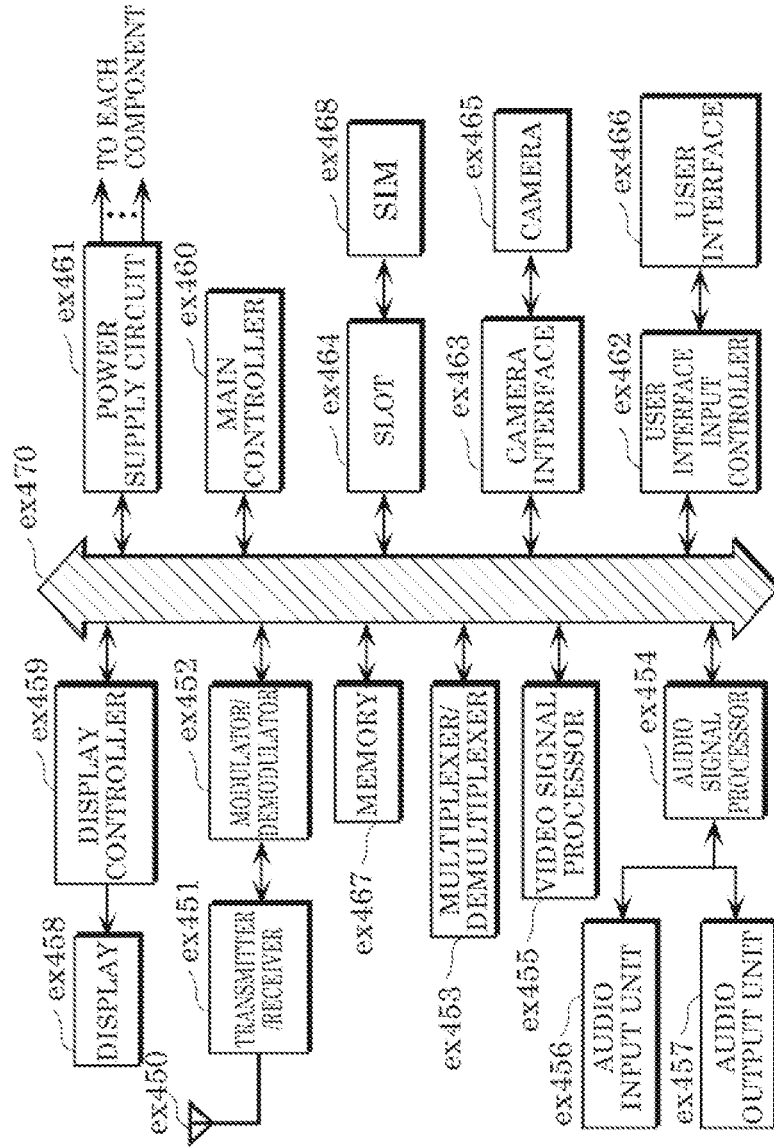 ex450
ex458
DISPLAY
ex459
DISPLAY
CONTROLLER
ex470
ex461
POWER
SUPPLY CIRCUIT
TO EACH
COMPONENT
ex451
TRANSMITTER
/RECEIVER
ex452
MODULATOR/
DEMODULATOR
ex460
MAIN
CONTROLLER
ex467
MEMORY
ex464
SLOT
ex468
SIM
ex453
MULTIPLEXER/
DEMULTIPLEXER
ex455
VIDEO SIGNAL
PROCESSOR
ex463
CAMERA
INTERFACE
ex465
CAMERA
ex456
AUDIO
INPUT UNIT
ex457
AUDIO
OUTPUT UNIT
ex454
AUDIO
SIGNAL
PROCESSOR
ex462
USER
INTERFACE
INPUT
CONTROLLER
ex466
USER
INTERFACE